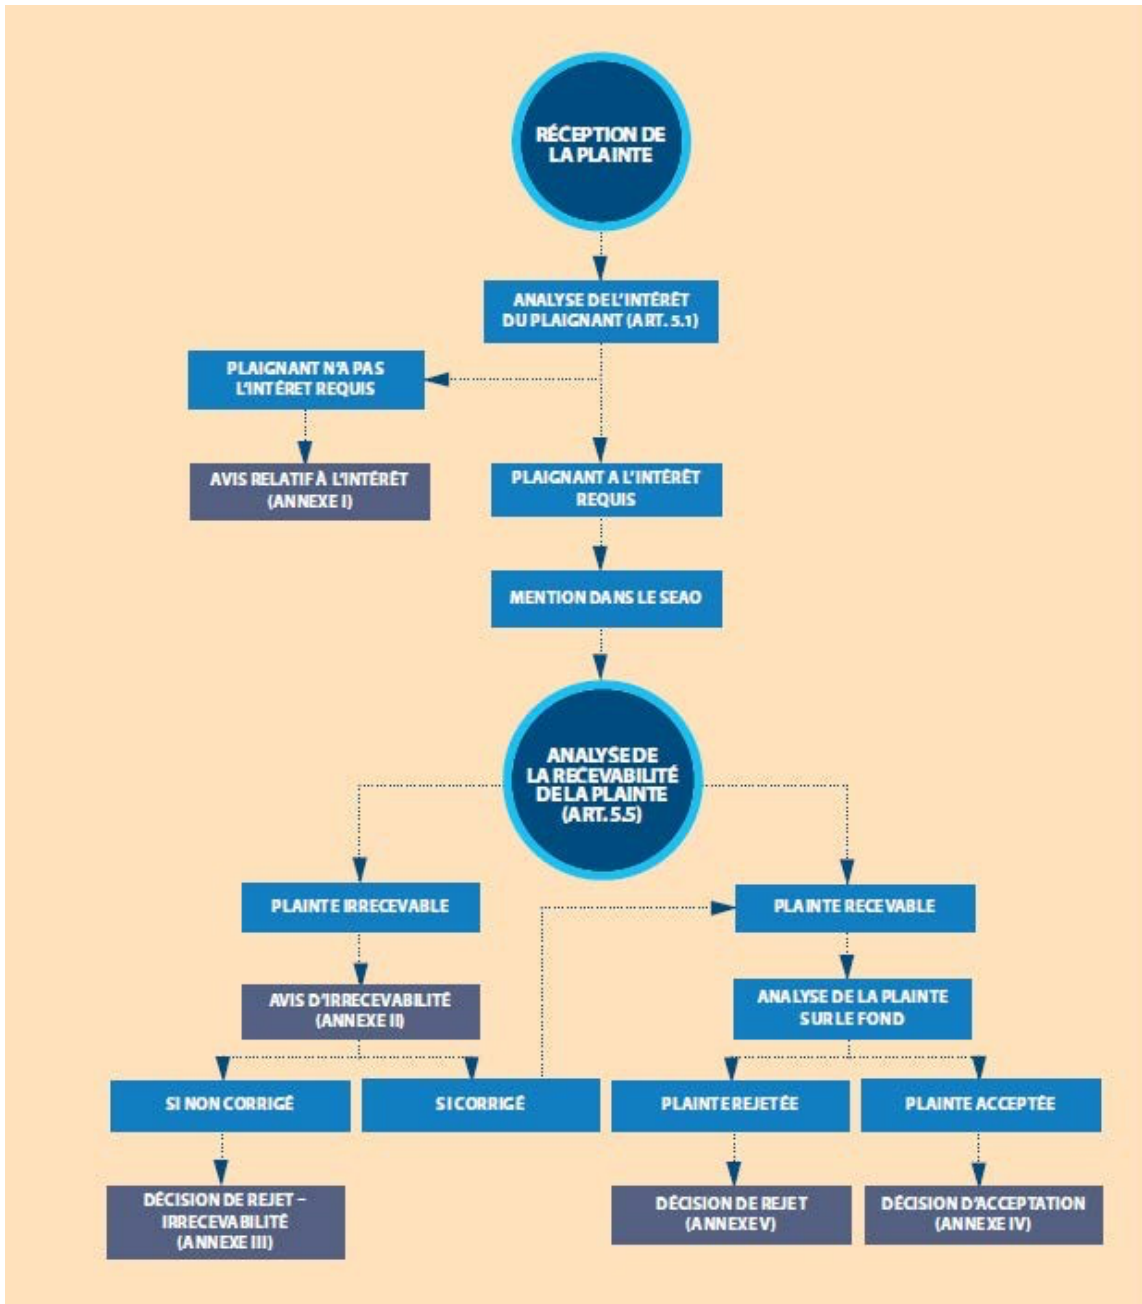 RÉCEPTION DE
LA PLAINTE
ANALYSE DE L'INTÉRÊT
DU PLAIGNANT (ART. 5.1)
PLAIGNANT N'A PAS
L'INTÉRET REQUIS
AVIS RELATIF À L'INTÉRÊT
(ANNEXE I)
PLAIGNANT A L'INTÉRÊT
REQUIS
MENTION DANS LE SEAO
ANALYSE DE
LA RECEVABILITÉ
DE LA PLAINTE
(ART. 5.5)
PLAINTE IRRECEVABLE
PLAINTE RECEVABLE
AVIS D'IRRECEVABILITÉ
(ANNEXE II)
ANALYSE DE LA PLAINTE
SUR LE FOND
SI NON CORRIGÉ
SI CORRIGÉ
PLAINTE REJETÉE
PLAINTE ACCEPTÉE
DÉCISION DE REJET –
IRRECEVABILITÉ
(ANNEXE III)
DÉCISION DE REJET
(ANNEXE V)
DÉCISION D'ACCEPTATION
(ANNEXE IV)